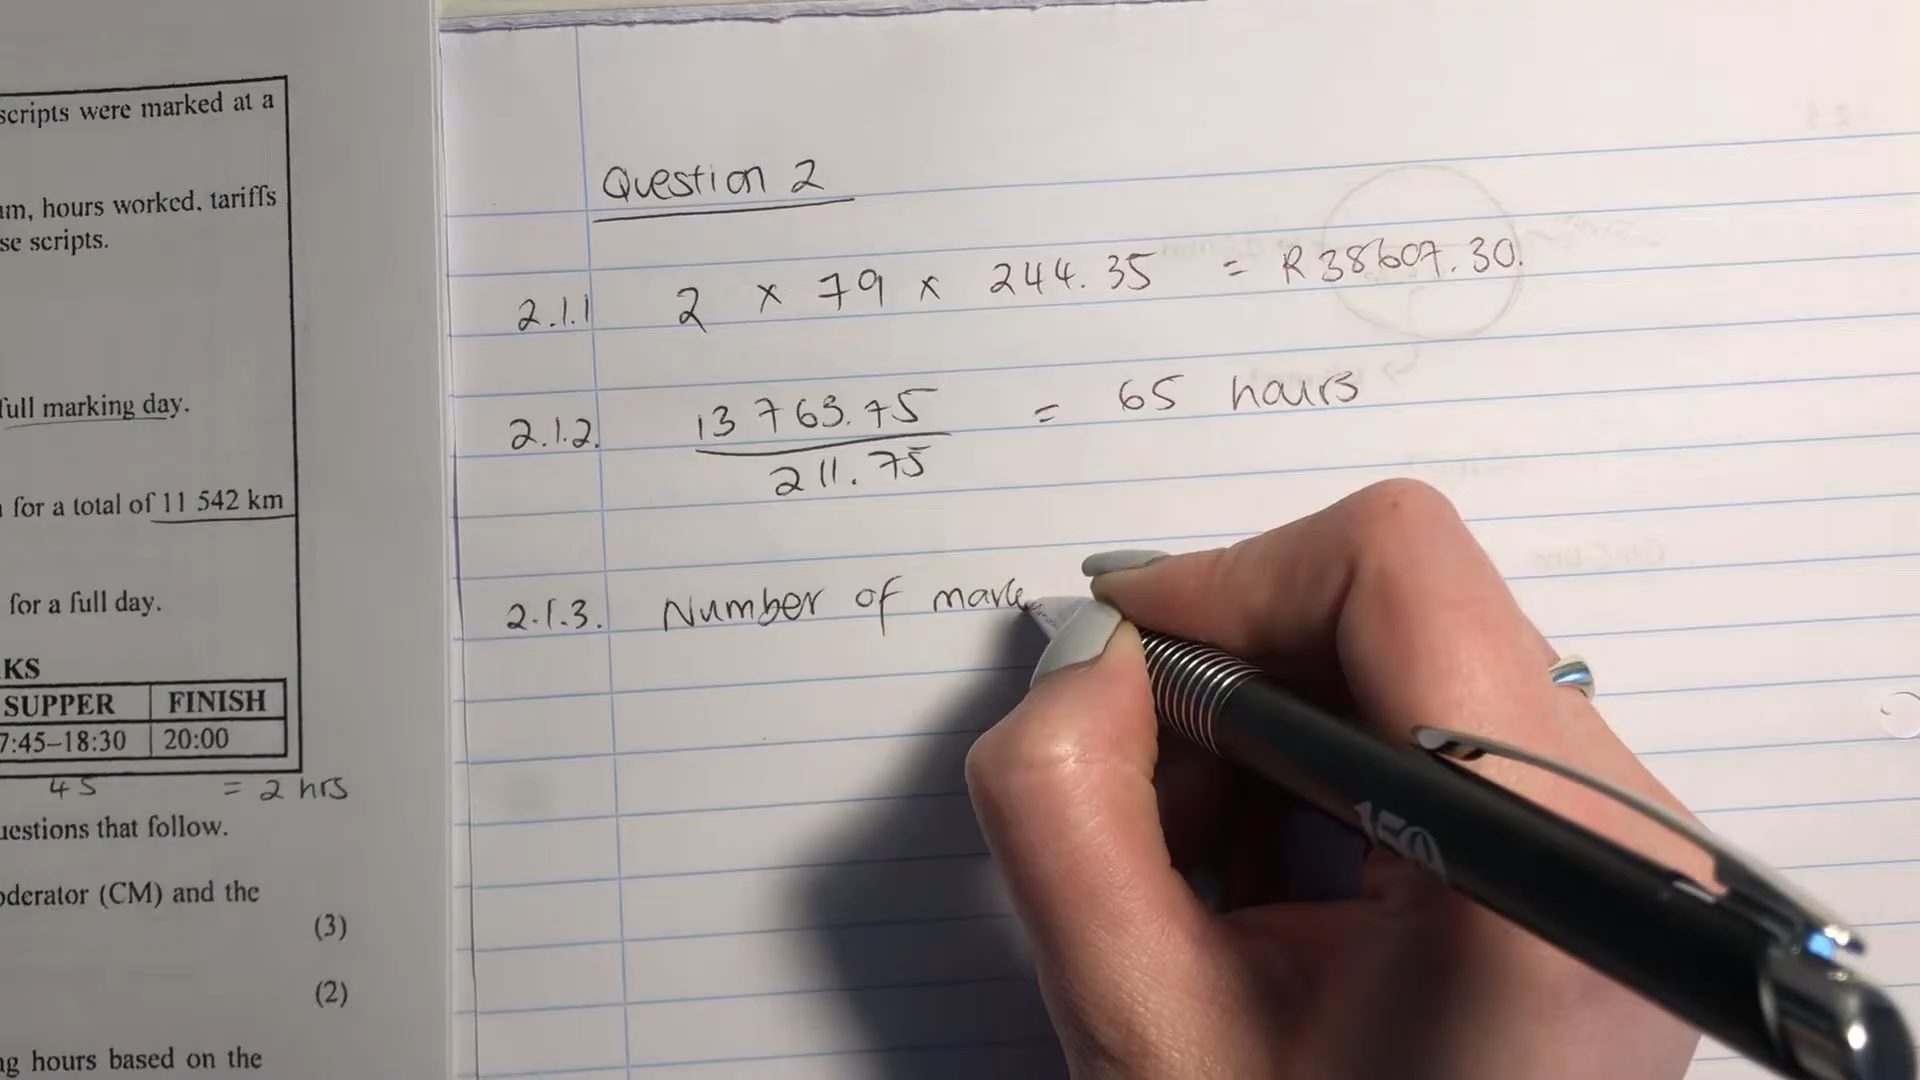 scripts were marked at a
am, hours worked, tariffs
se scripts.
full marking day.
for a total of 11 542 km
for a full day.
KS
SUPPER FINISH
7:45–18:30 20:00
45 = 2 hrs
uestions that follow.
oderator (CM) and the
(3)
(2)
ng hours based on the
Question 2
2.1.1 2 x 79 x 244.35 = R38607.30.
2.1.2. 13 763.75 = 65 hours
211.75
2.1.3. Number of marke
150